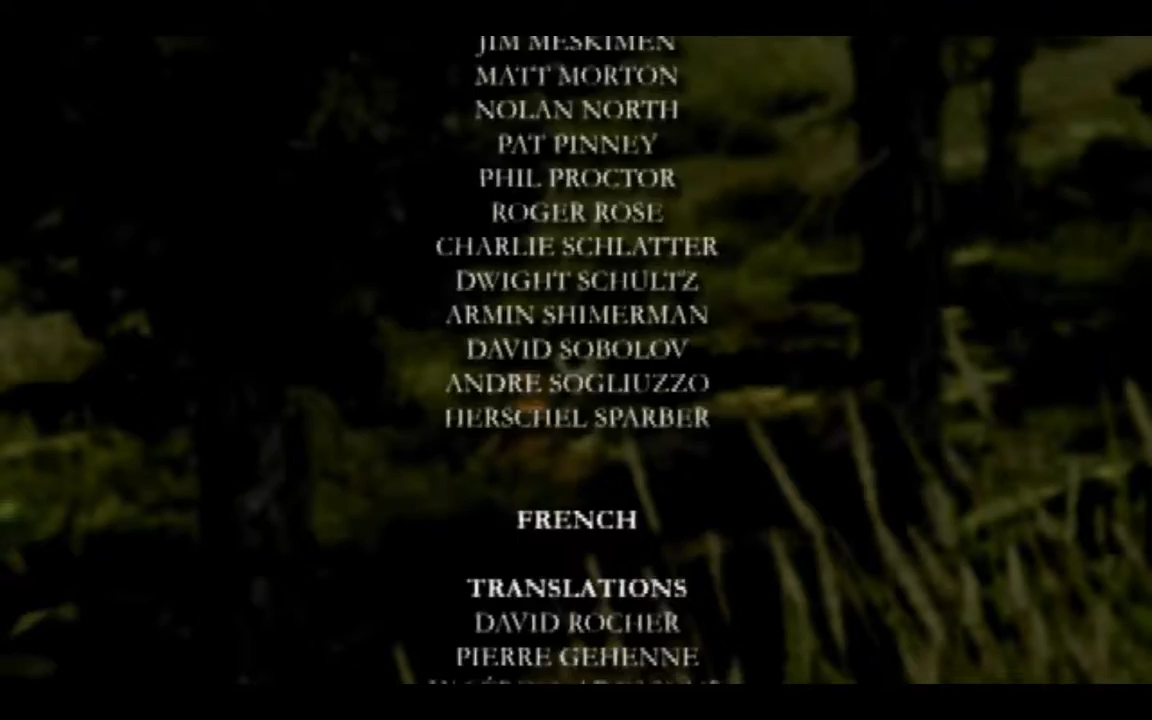 JIM MESKIMEN
MATT MORTON
NOLAN NORTH
PAT PINNEY
PHIL PROCTOR
ROGER ROSE
CHARLIE SCHLATTER
DWIGHT SCHULTZ
ARMIN SHIMERMAN
DAVID SOBOLOV
ANDRE SOGLIUZZO
HERSCHEL SPARBER
FRENCH
TRANSLATIONS
DAVID ROCHER
PIERRE GEHENNE